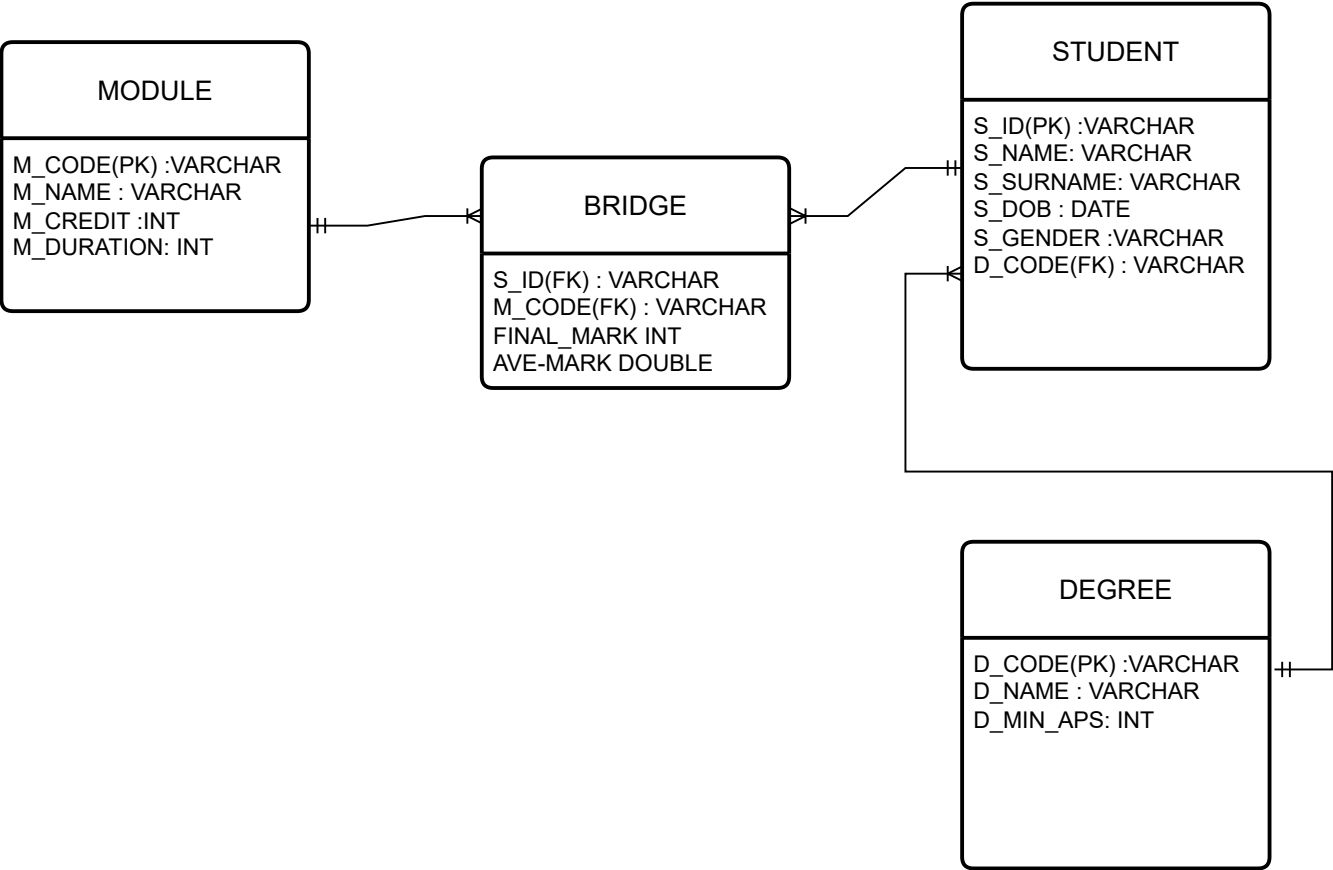 MODULE
M_CODE(PK) :VARCHAR
M_NAME : VARCHAR
M_CREDIT :INT
M_DURATION: INT
BRIDGE
S_ID(FK) : VARCHAR
M_CODE(FK) : VARCHAR
FINAL_MARK INT
AVE-MARK DOUBLE
STUDENT
S_ID(PK) :VARCHAR
S_NAME: VARCHAR
S_SURNAME: VARCHAR
S_DOB : DATE
S_GENDER :VARCHAR
D_CODE(FK) : VARCHAR
DEGREE
D_CODE(PK) :VARCHAR
D_NAME : VARCHAR
D_MIN_APS: INT